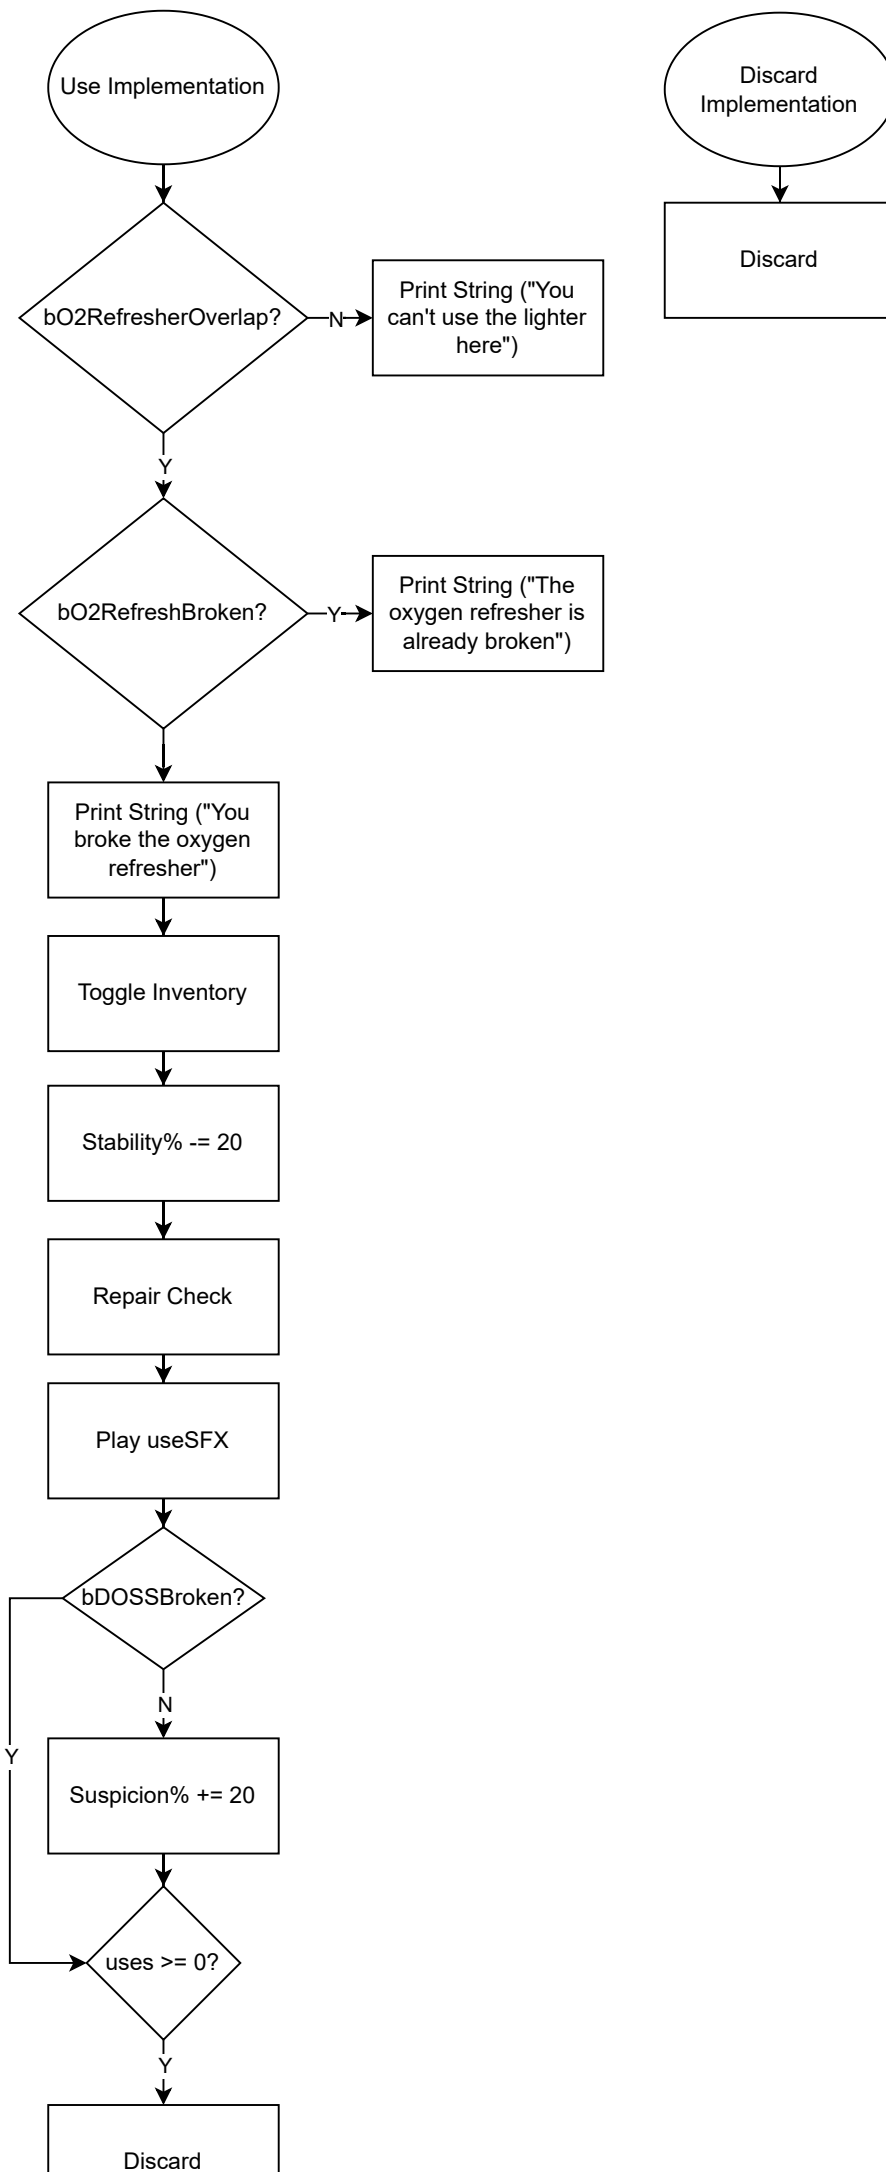 Use Implementation
Discard
Implementation
Discard
bO2RefresherOverlap?
N
Print String ("You
can't use the lighter
here")
Y
bO2RefreshBroken?
Y
Print String ("The
oxygen refresher is
already broken")
Print String ("You
broke the oxygen
refresher")
Toggle Inventory
Stability% -= 20
Repair Check
Play useSFX
bDOSSBroken?
N
Y
Suspicion% += 20
uses >= 0?
Y
Discard